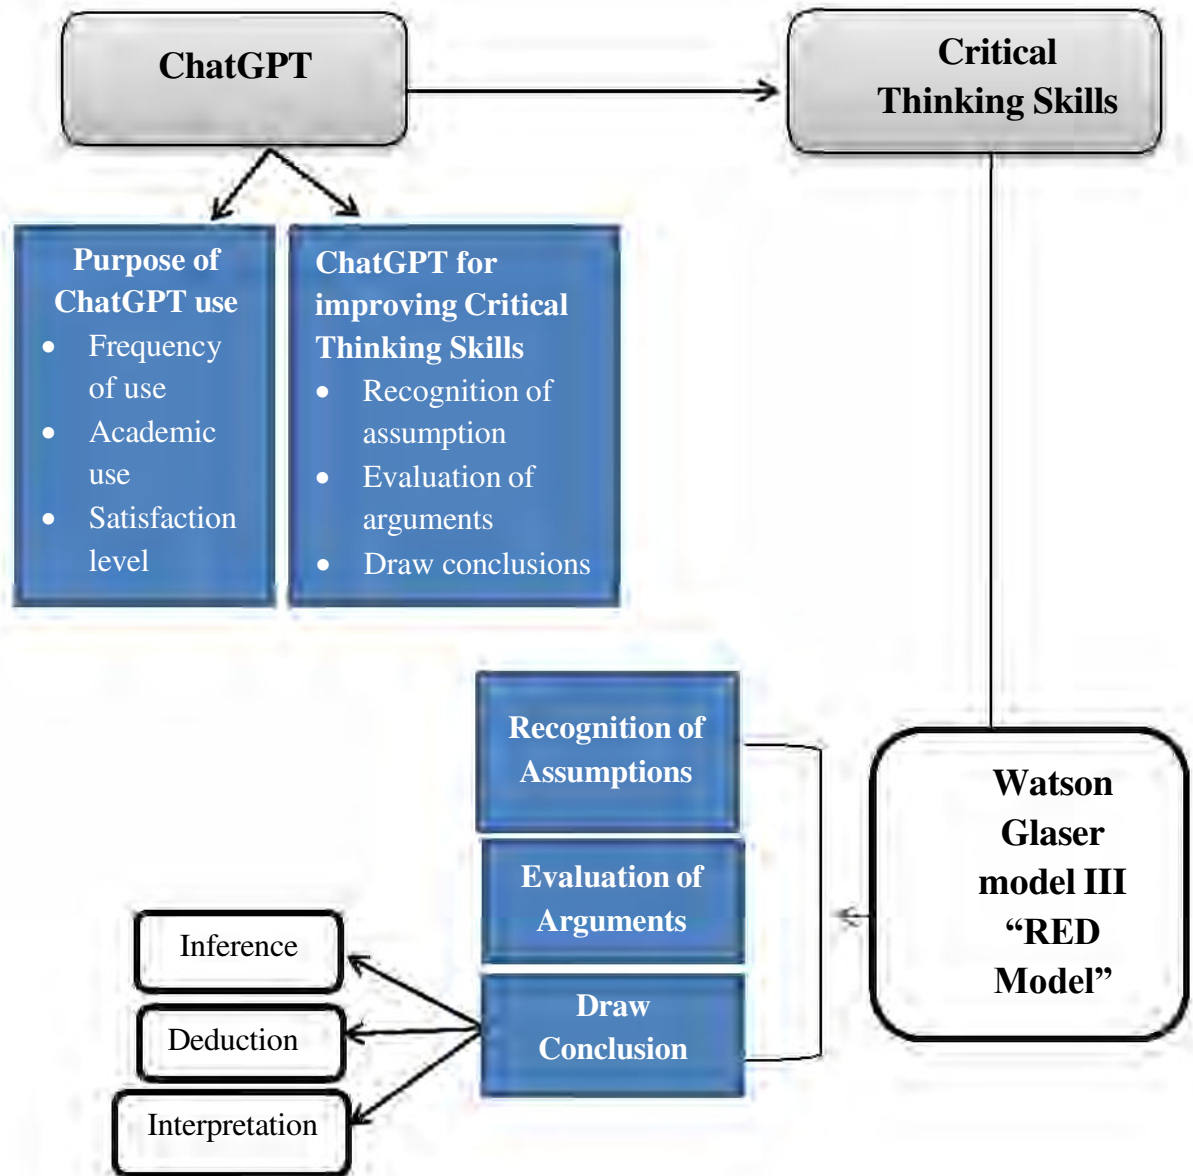 ChatGPT
Critical
Thinking Skills
Purpose of
ChatGPT use
• Frequency
of use
• Academic
use
• Satisfaction
level
ChatGPT for
improving Critical
Thinking Skills
• Recognition of
assumption
• Evaluation of
arguments
• Draw conclusions
Recognition of
Assumptions
Evaluation of
Arguments
Draw
Conclusion
Watson
Glaser
model III
“RED
Model”
Inference
Deduction
Interpretation